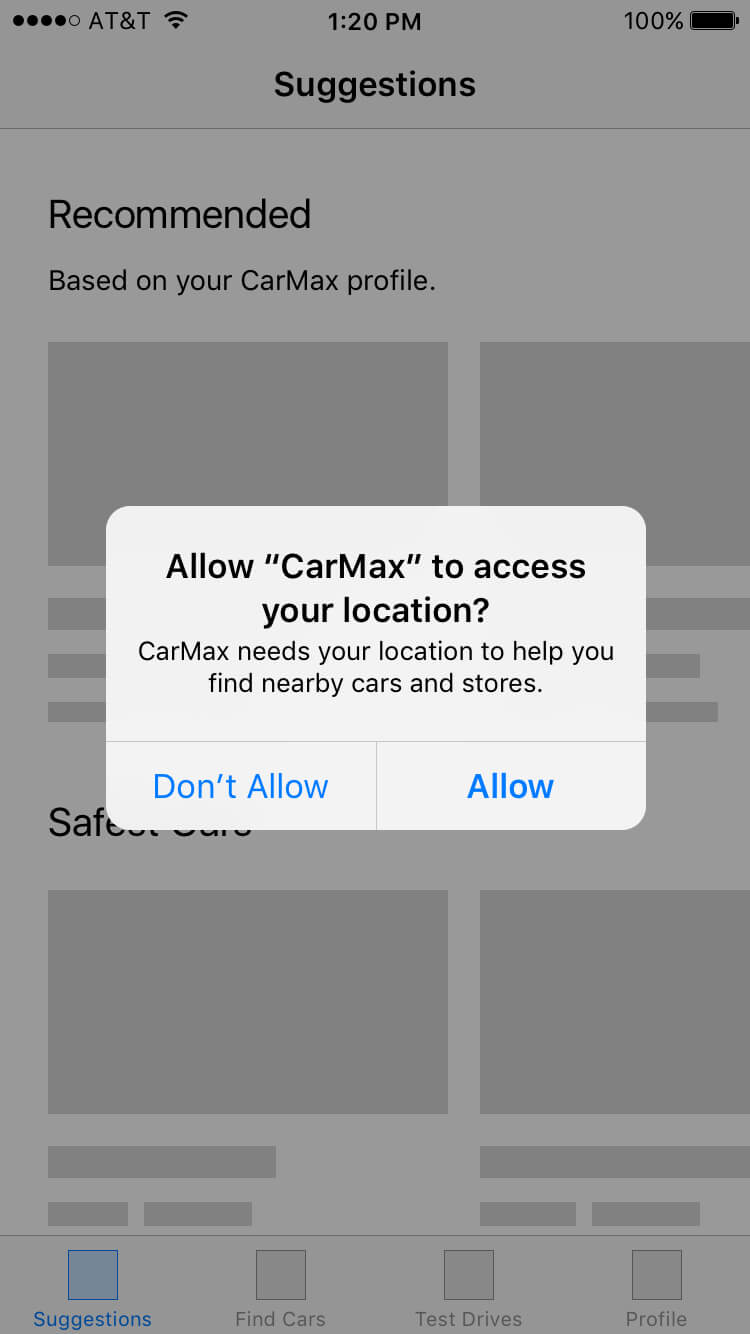 AT&T 1:20 PM 100%
Suggestions
Recommended
Based on your CarMax profile.
Allow “CarMax” to access
your location?
CarMax needs your location to help you
find nearby cars and stores.
Don’t Allow Allow
Safest Cars
Suggestions Find Cars Test Drives Profile